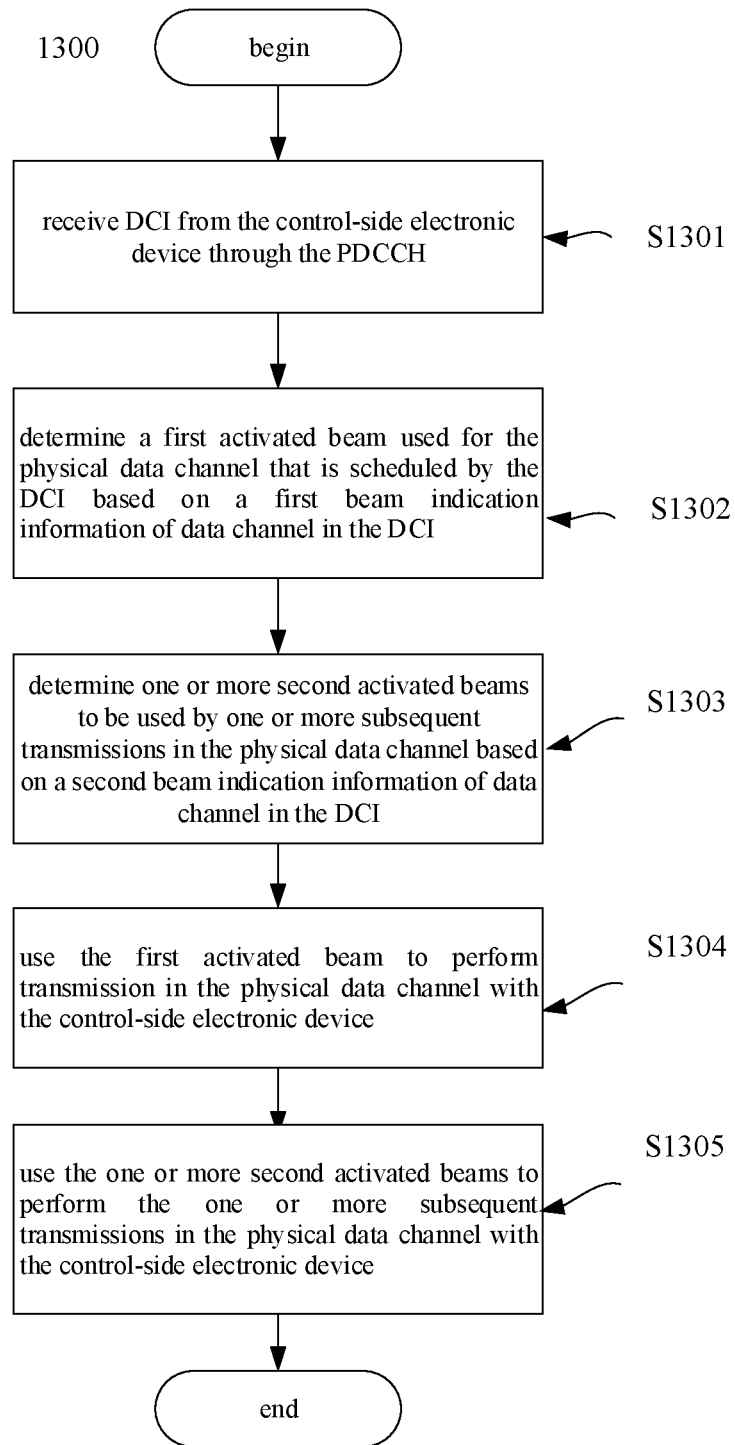 1300
begin
receive DCI from the control-side electronic
device through the PDCCH
S1301
determine a first activated beam used for the
physical data channel that is scheduled by the
DCI based on a first beam indication
information of data channel in the DCI
S1302
determine one or more second activated beams
to be used by one or more subsequent
transmissions in the physical data channel based
on a second beam indication information of data
channel in the DCI
S1303
use the first activated beam to perform
transmission in the physical data channel with
the control-side electronic device
S1304
use the one or more second activated beams to
perform the one or more subsequent
transmissions in the physical data channel with
the control-side electronic device
S1305
end